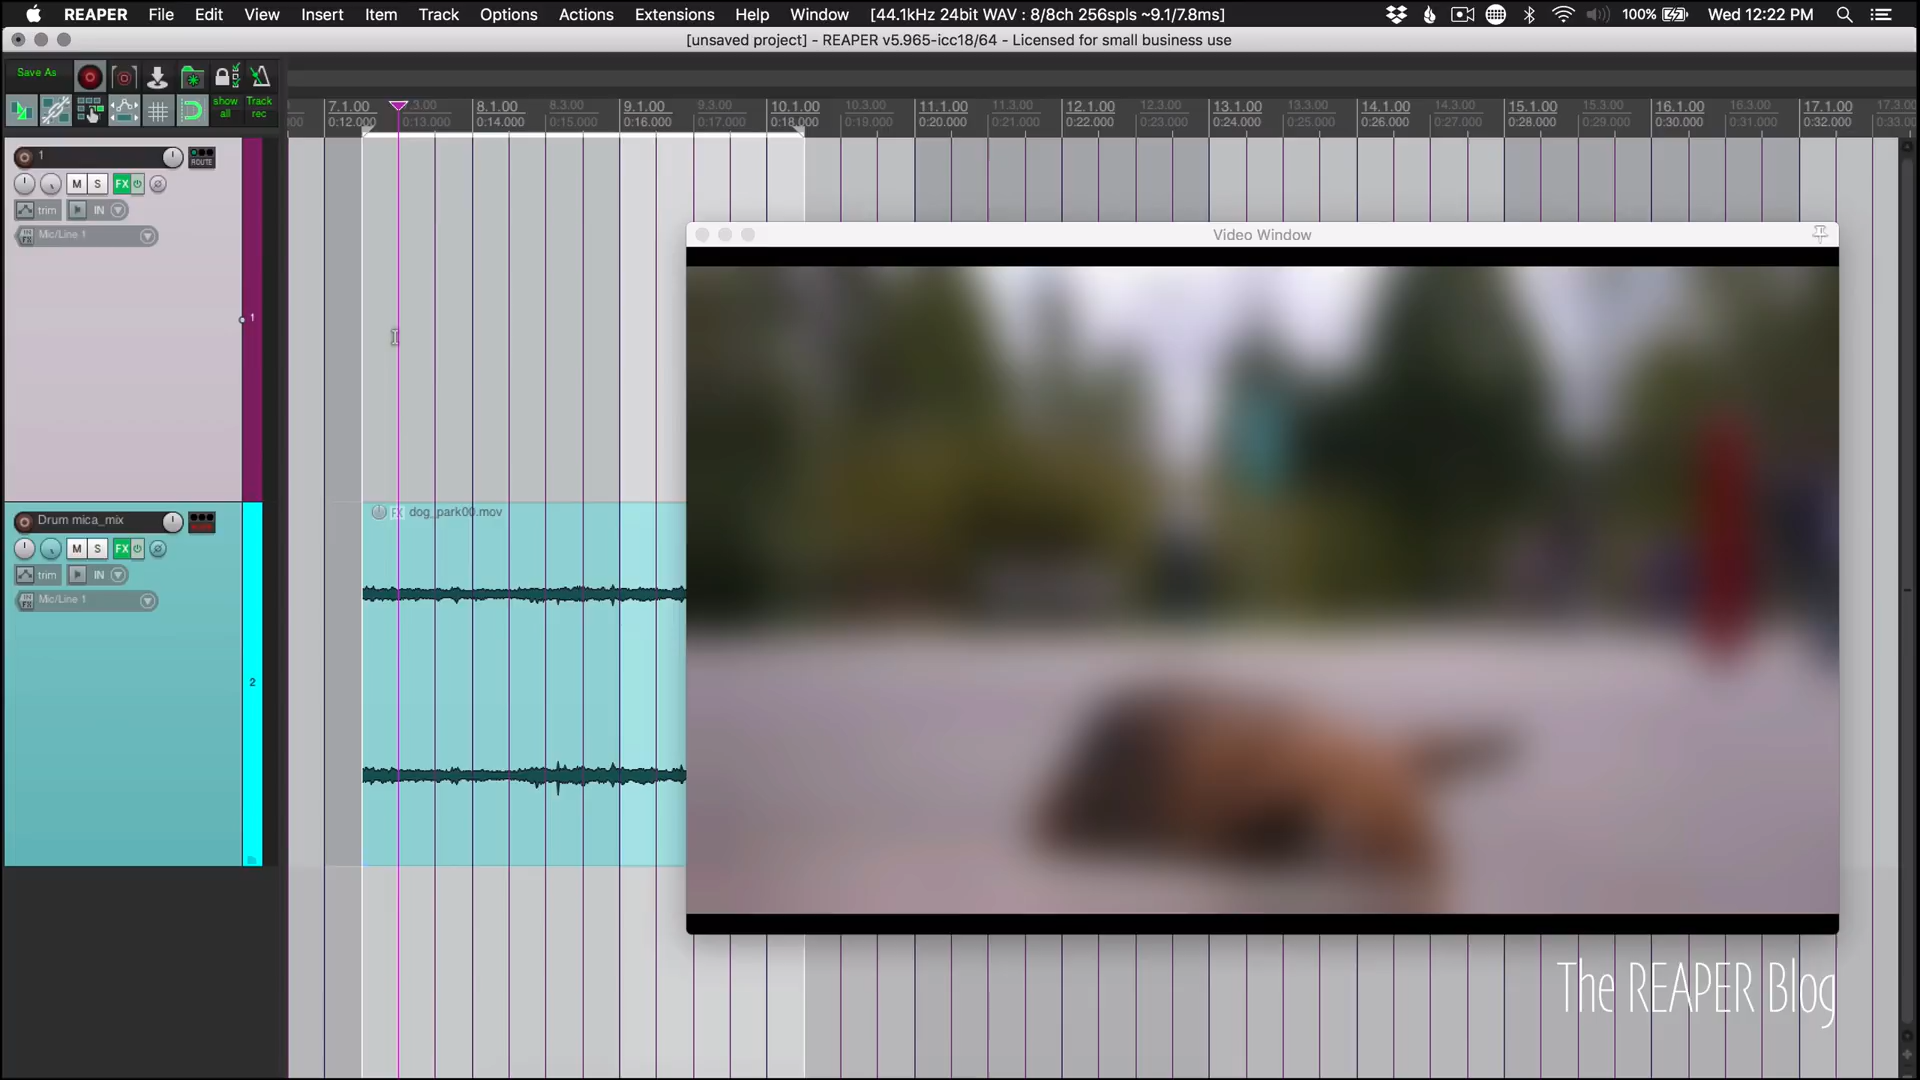 REAPER File Edit View Insert Item Track Options Actions Extensions Help Window [44.1kHz 24bit WAV : 8/8ch 256spls ~9.1/7.8ms] 100% Wed 12:22 PM
[unsaved project] - REAPER v5.965-icc18/64 - Licensed for small business use
Save As
show all
Track rec
7.1.00 .3.00 8.1.00 8.3.00 9.1.00 9.3.00 10.1.00 10.3.00 11.1.00 11.3.00 12.1.00 12.3.00 13.1.00 13.3.00 14.1.00 14.3.00 15.1.00 15.3.00 16.1.00 16.3.00 17.1.00 17.3.00
0:12.000 0:13.000 0:14.000 0:15.000 0:16.000 0:17.000 0:18.000 0:19.000 0:20.000 0:21.000 0:22.000 0:23.000 0:24.000 0:25.000 0:26.000 0:27.000 0:28.000 0:29.000 0:30.000 0:31.000 0:32.000 0:33.0
1 ROUTE
M S FX
trim IN
IN FX Mic/Line 1
1
Video Window
FX dog_park00.mov
Drum mica_mix
M S FX
trim IN
IN FX Mic/Line 1
2
The REAPER Blog